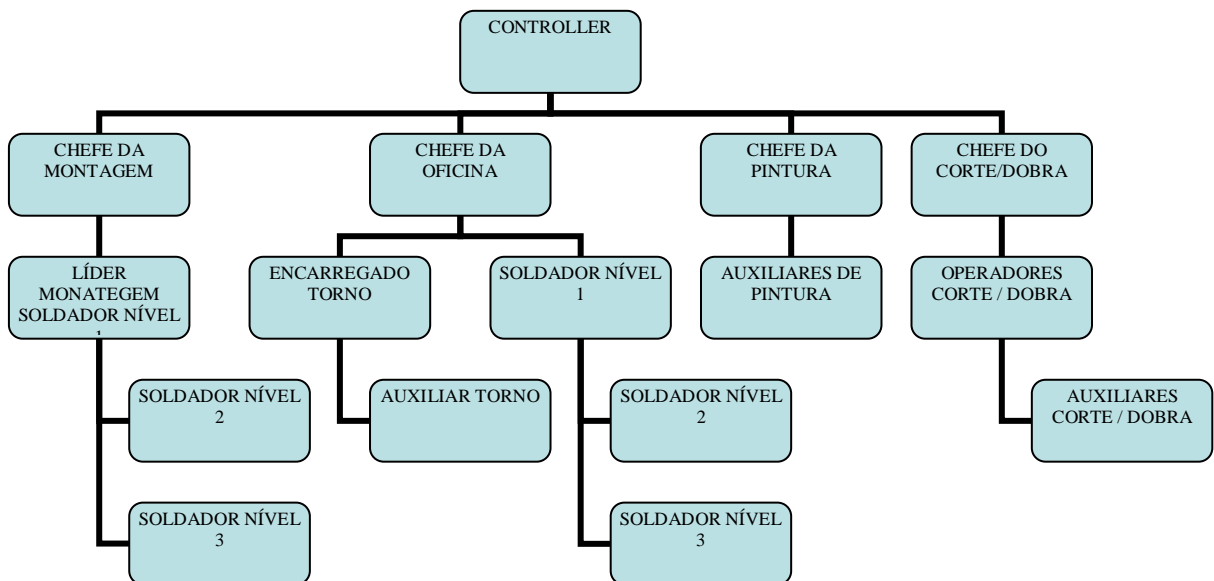 CONTROLLER
CHEFE DA
MONTAGEM
CHEFE DA
OFICINA
CHEFE DA
PINTURA
CHEFE DO
CORTE/DOBRA
LÍDER
MONATEGEM
SOLDADOR NÍVEL
1
ENCARREGADO
TORNO
SOLDADOR NÍVEL
1
AUXILIARES DE
PINTURA
OPERADORES
CORTE / DOBRA
SOLDADOR NÍVEL
2
AUXILIAR TORNO
SOLDADOR NÍVEL
2
AUXILIARES
CORTE / DOBRA
SOLDADOR NÍVEL
3
SOLDADOR NÍVEL
3